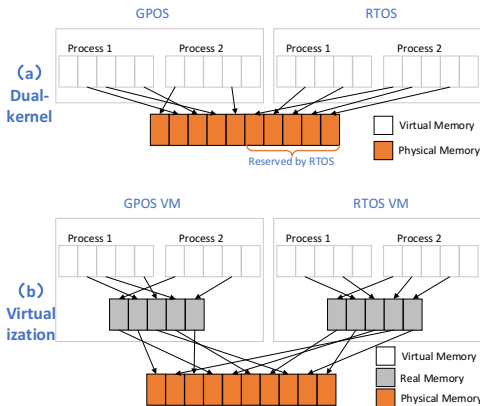 GPOS
RTOS
Process 1
Process 2
Process 1
Process 2
(a)
Dual-
kernel
Virtual Memory
Physical Memory
Reserved by RTOS
GPOS VM
RTOS VM
Process 1
Process 2
Process 1
Process 2
(b)
Virtual
ization
Virtual Memory
Real Memory
Physical Memory